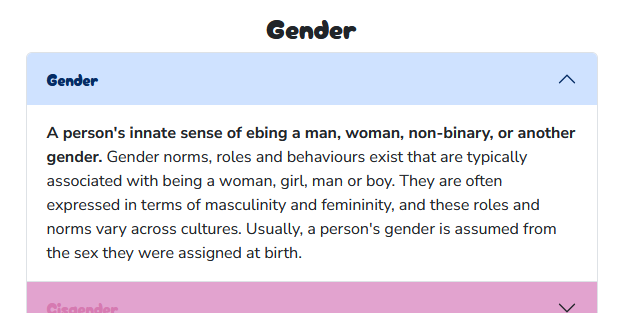 Gender
Gender
A person's innate sense of ebing a man, woman, non-binary, or another
gender. Gender norms, roles and behaviours exist that are typically
associated with being a woman, girl, man or boy. They are often
expressed in terms of masculinity and femininity, and these roles and
norms vary across cultures. Usually, a person's gender is assumed from
the sex they were assigned at birth.
Cisgender